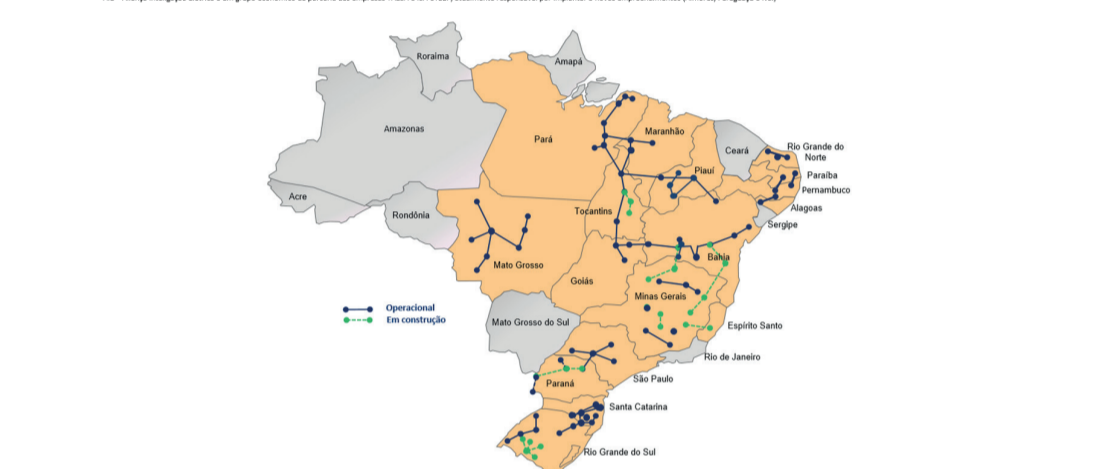 Roraima
Amapá
Amazonas
Pará
Maranhão
Ceará
Rio Grande do
Norte
Piauí
Paraíba
Pernambuco
Acre
Rondônia
Tocantins
Alagoas
Sergipe
Mato Grosso
Bahia
Goiás
Minas Gerais
Operacional
Em construção
Mato Grosso do Sul
Espírito Santo
Rio de Janeiro
São Paulo
Paraná
Santa Catarina
Rio Grande do Sul